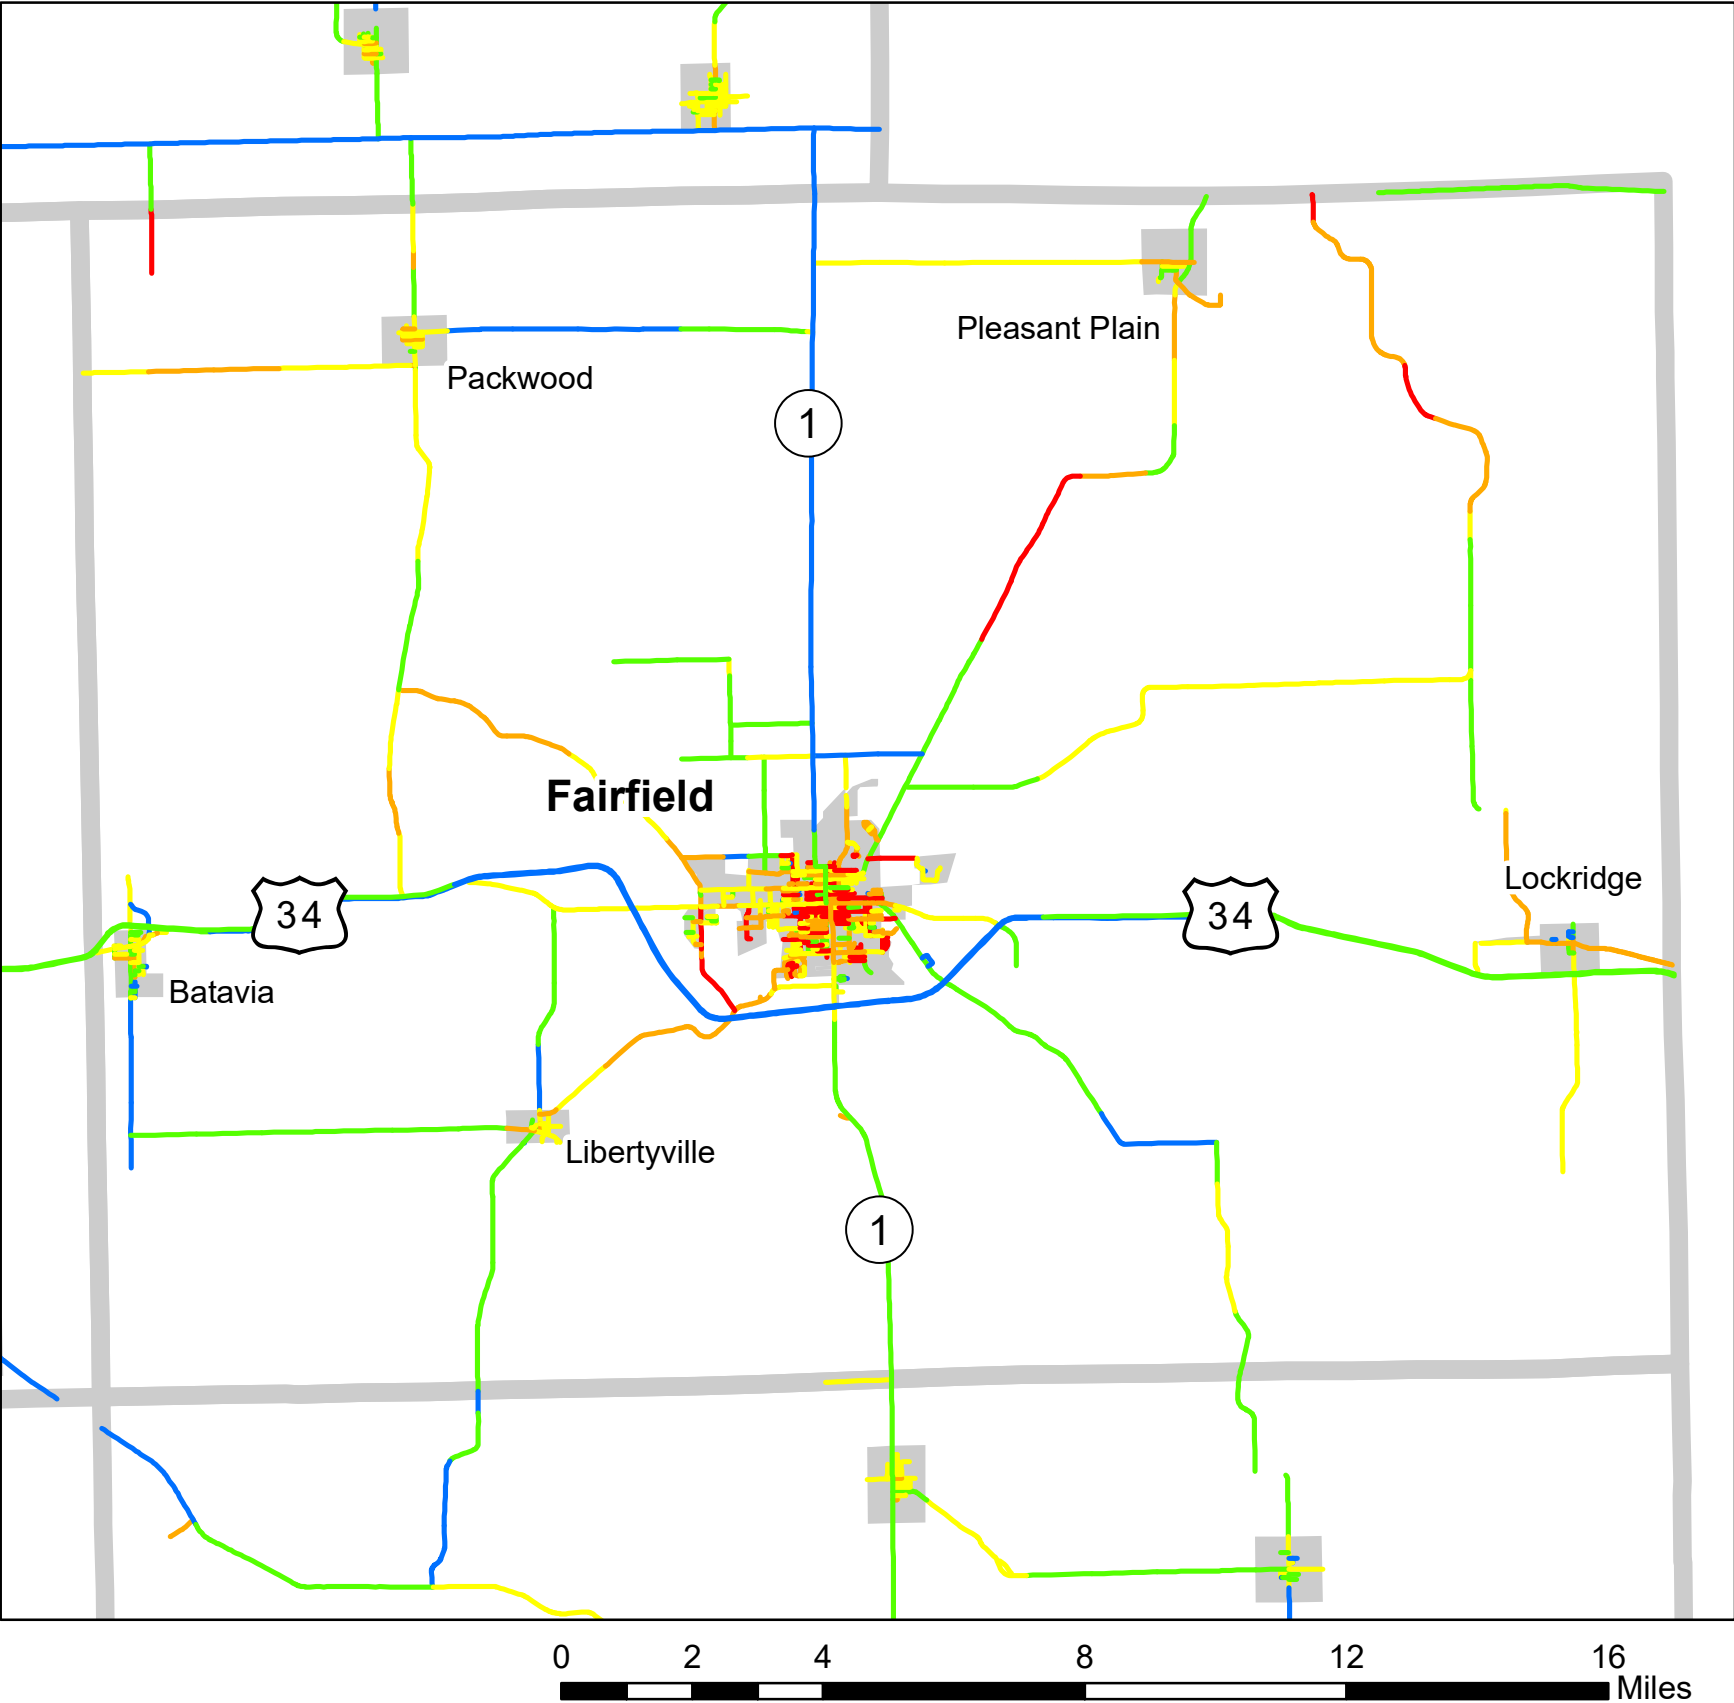 Pleasant Plain
Packwood
1
Fairfield
Lockridge
34
34
Batavia
Libertyville
1
0 2 4 8 12 16
Miles